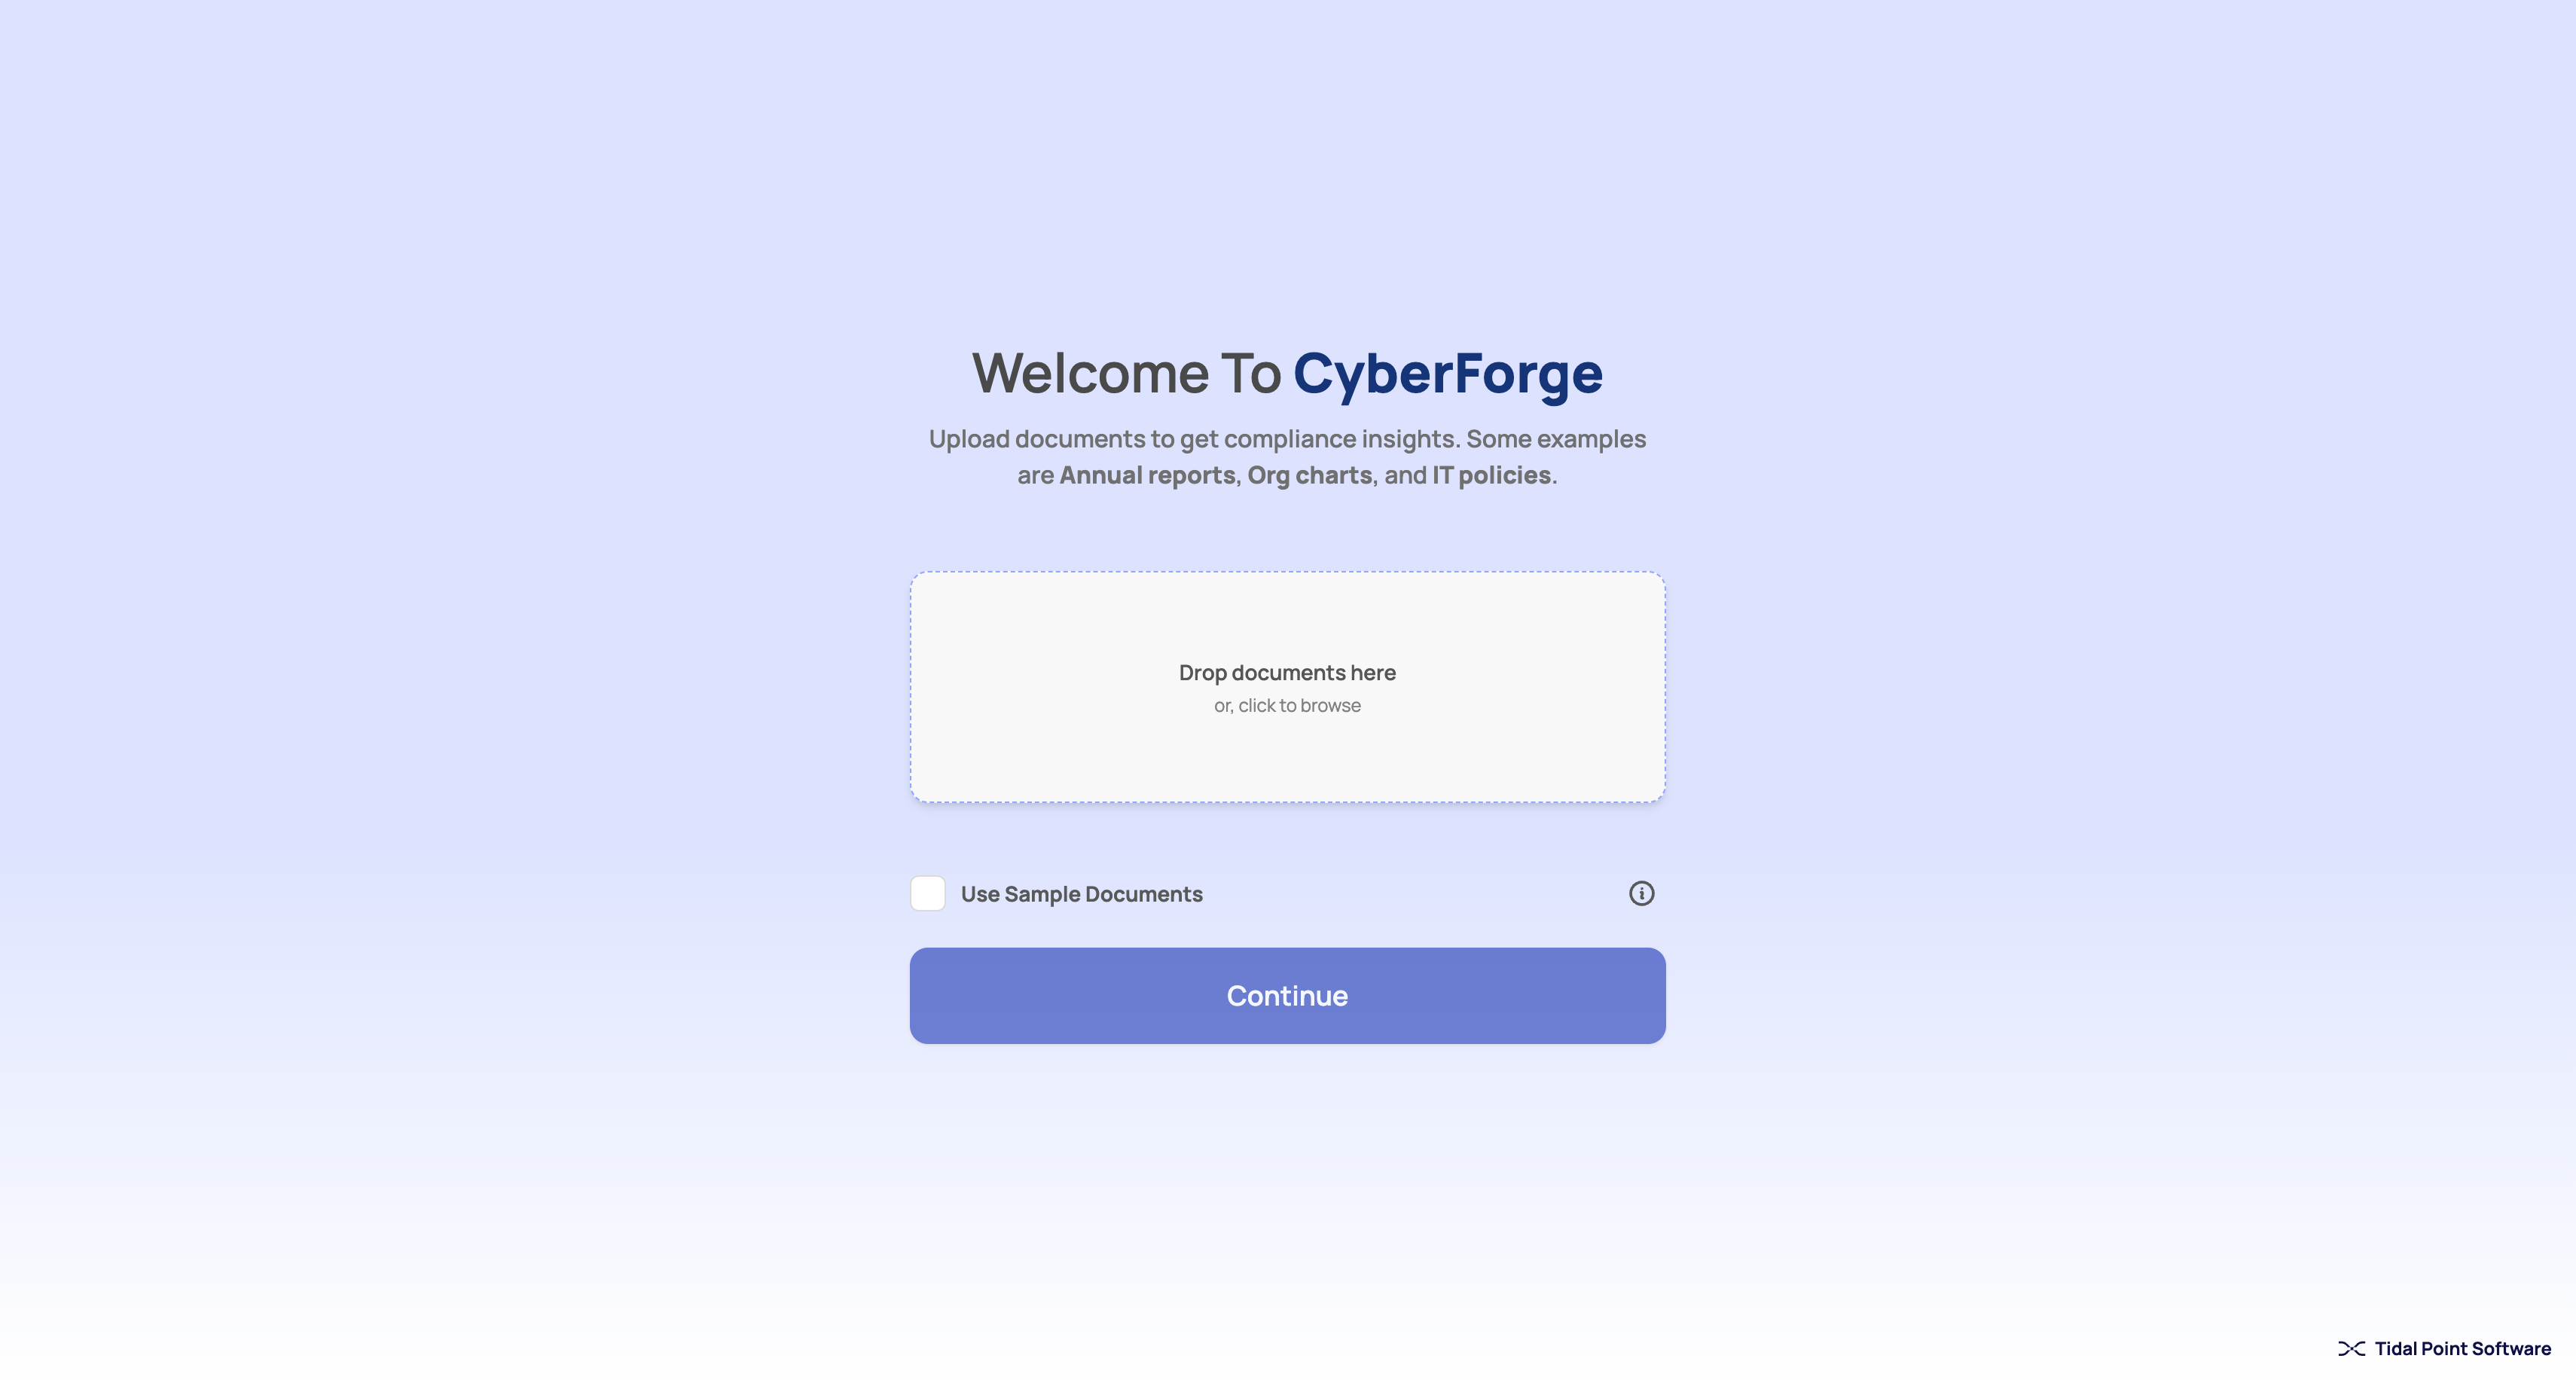 Welcome To CyberForge
Upload documents to get compliance insights. Some examples
are Annual reports, Org charts, and IT policies.
Drop documents here
or, click to browse
Use Sample Documents
Continue
Tidal Point Software